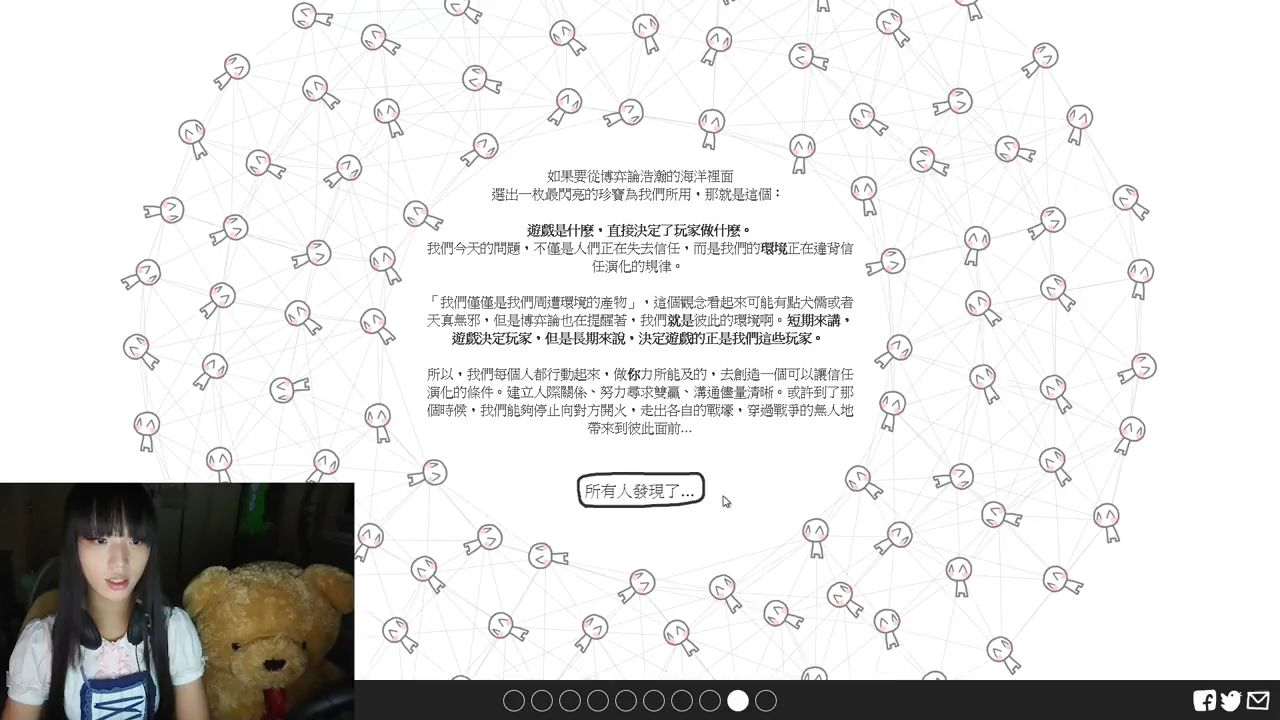 如果要從博弈論浩瀚的海洋裡面
選出一枚最閃亮的珍寶為我們所用，那就是這個：
遊戲是什麼，直接決定了玩家做什麼。
我們今天的問題，不僅是人們正在失去信任，而是我們的環境正在違背信
任演化的規律。
「我們僅僅是我們周遭環境的產物」，這個觀念看起來可能有點犬儒或者
天真無邪，但是博弈論也在提醒著，我們就是彼此的環境啊。短期來講，
遊戲決定玩家，但是長期來說，決定遊戲的正是我們這些玩家。
所以，我們每個人都行動起來，做你力所能及的，去創造一個可以讓信任
演化的條件。建立人際關係、努力尋求雙贏、溝通儘量清晰。或許到了那
個時候，我們能夠停止向對方開火，走出各自的戰壕，穿過戰爭的無人地
帶來到彼此面前...
所有人發現了...